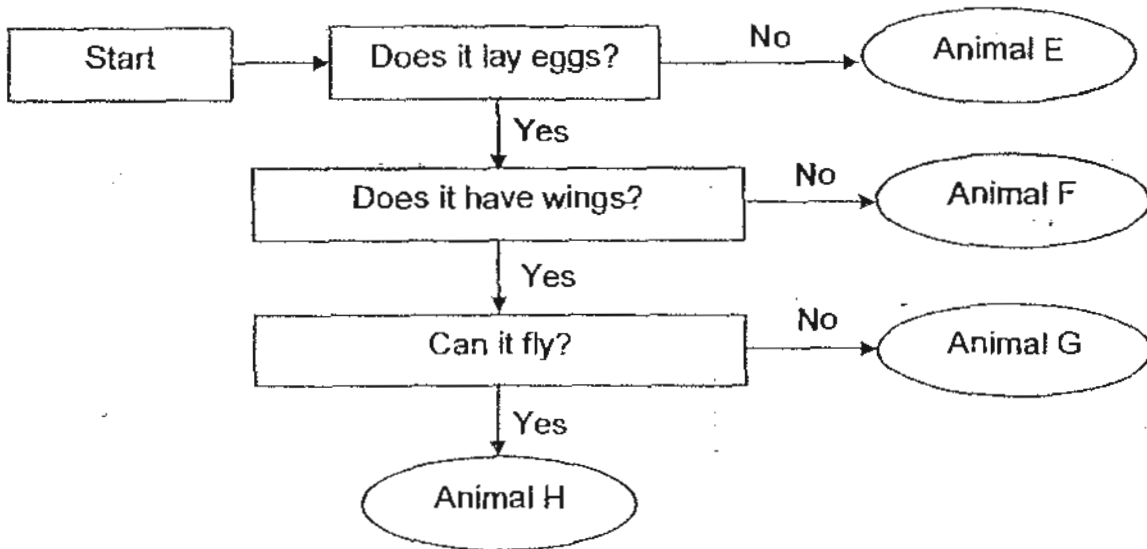 Start
Does it lay eggs?
No
Animal E
Yes
Does it have wings?
No
Animal F
Yes
Can it fly?
No
Animal G
Yes
Animal H